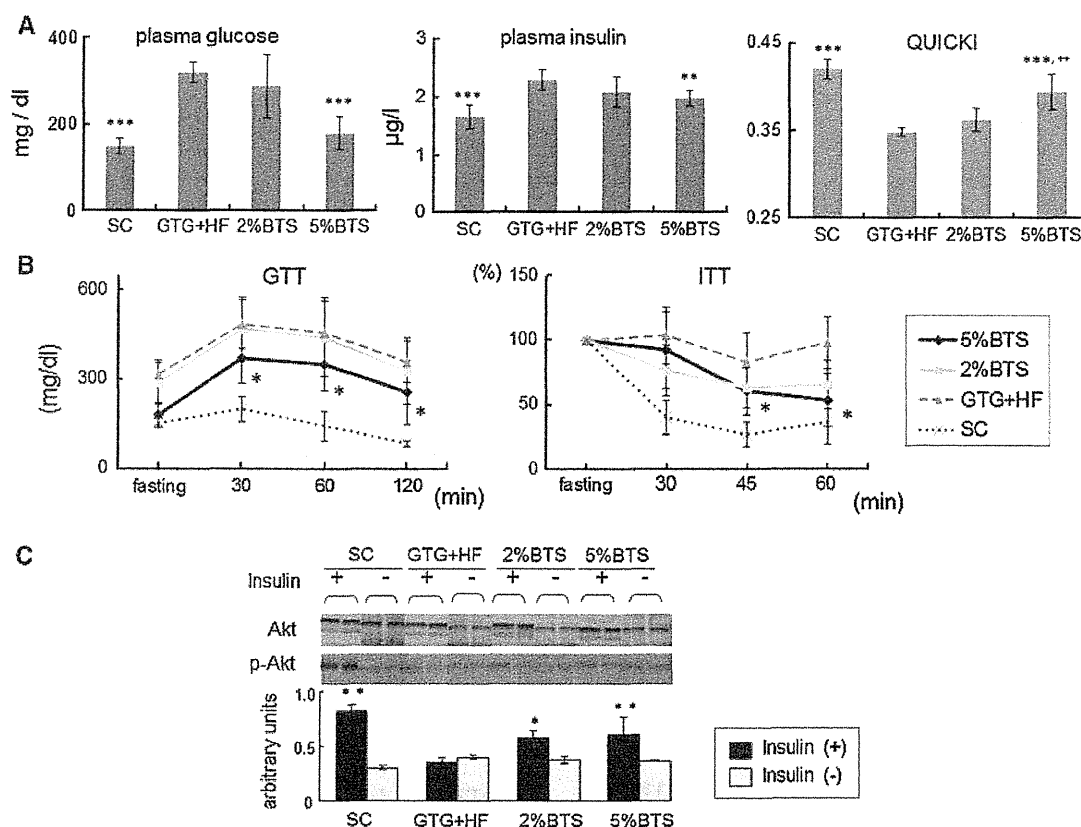 A
plasma glucose
400
200
0
mg / dl
***
***
SC GTG+HF 2%BTS 5%BTS
plasma insulin
3
2
1
0
µg/l
***
**
SC GTG+HF 2%BTS 5%BTS
QUICKI
0.45
0.35
0.25
***
***, ++
SC GTG+HF 2%BTS 5%BTS
B
GTT
600
300
0
(mg/dl)
*
*
*
fasting 30 60 120 (min)
(%)
ITT
150
100
50
0
*
*
fasting 30 45 60
(min)
5%BTS
2%BTS
GTG+HF
SC
C
SC GTG+HF 2%BTS 5%BTS
Insulin + - + - + - + -
Akt
p-Akt
1.0
0.5
0
arbitrary units
**
*
**
SC GTG+HF 2%BTS 5%BTS
Insulin (+)
Insulin (-)